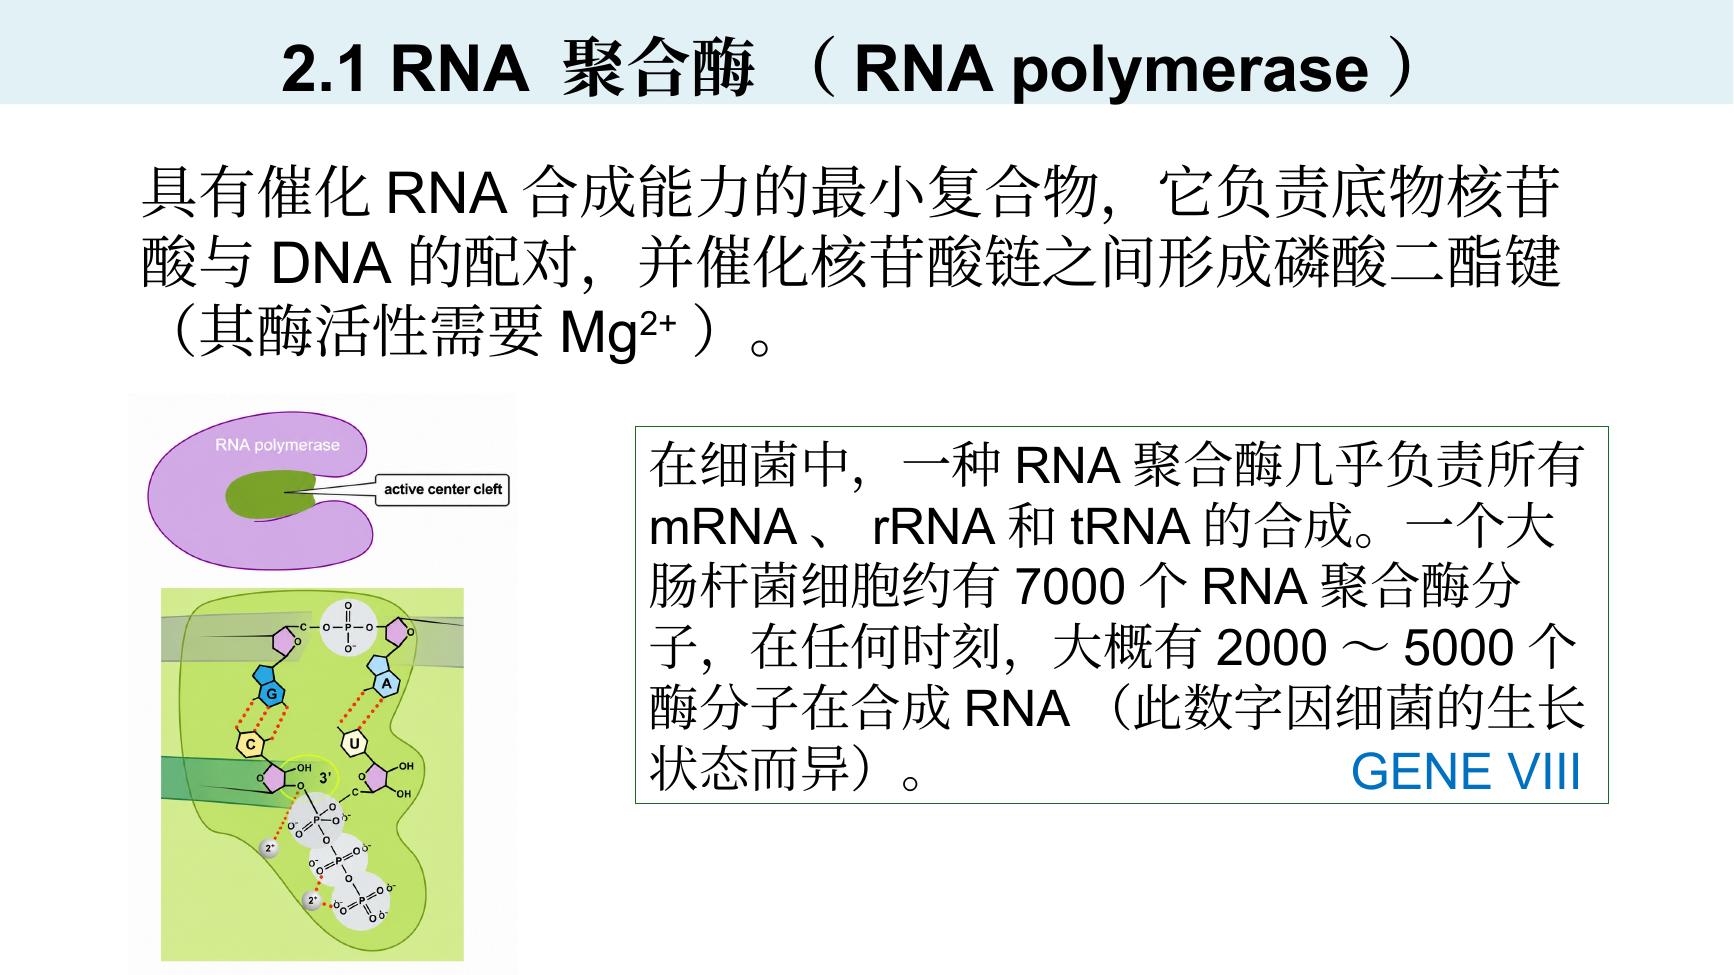 2.1 RNA 聚合酶 （ RNA polymerase ）
具有催化 RNA 合成能力的最小复合物，它负责底物核苷
酸与 DNA 的配对，并催化核苷酸链之间形成磷酸二酯键
（其酶活性需要 Mg²⁺ ）。
RNA polymerase
active center cleft
在细菌中，一种 RNA 聚合酶几乎负责所有
mRNA 、 rRNA 和 tRNA 的合成。一个大
肠杆菌细胞约有 7000 个 RNA 聚合酶分
子，在任何时刻，大概有 2000 ～ 5000 个
酶分子在合成 RNA （此数字因细菌的生长
状态而异）。
GENE VIII
O
C O P O O
O O⁻
G A
C U
OH 3' OH
O O O C OH
O⁻ P O O⁻
O O
2⁺ O⁻ P O O⁻
O O
2⁺ O⁻ P O O⁻
O O O⁻